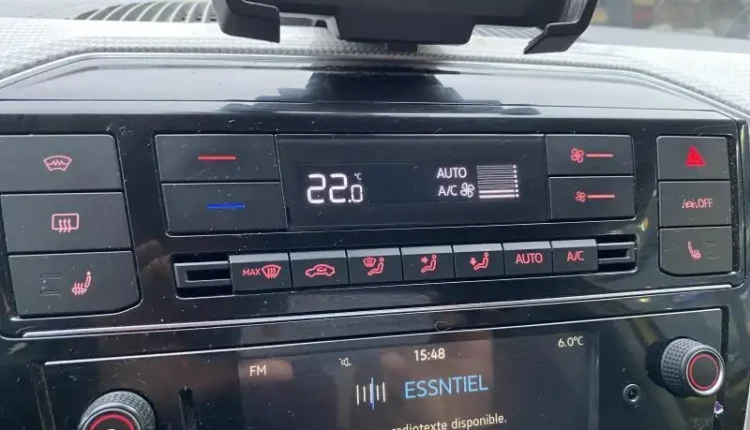 22.0 °C
AUTO
A/C
OFF
MAX
AUTO
A/C
FM
15:48
6.0°C
ESSNTIEL
radiotexte disponible.